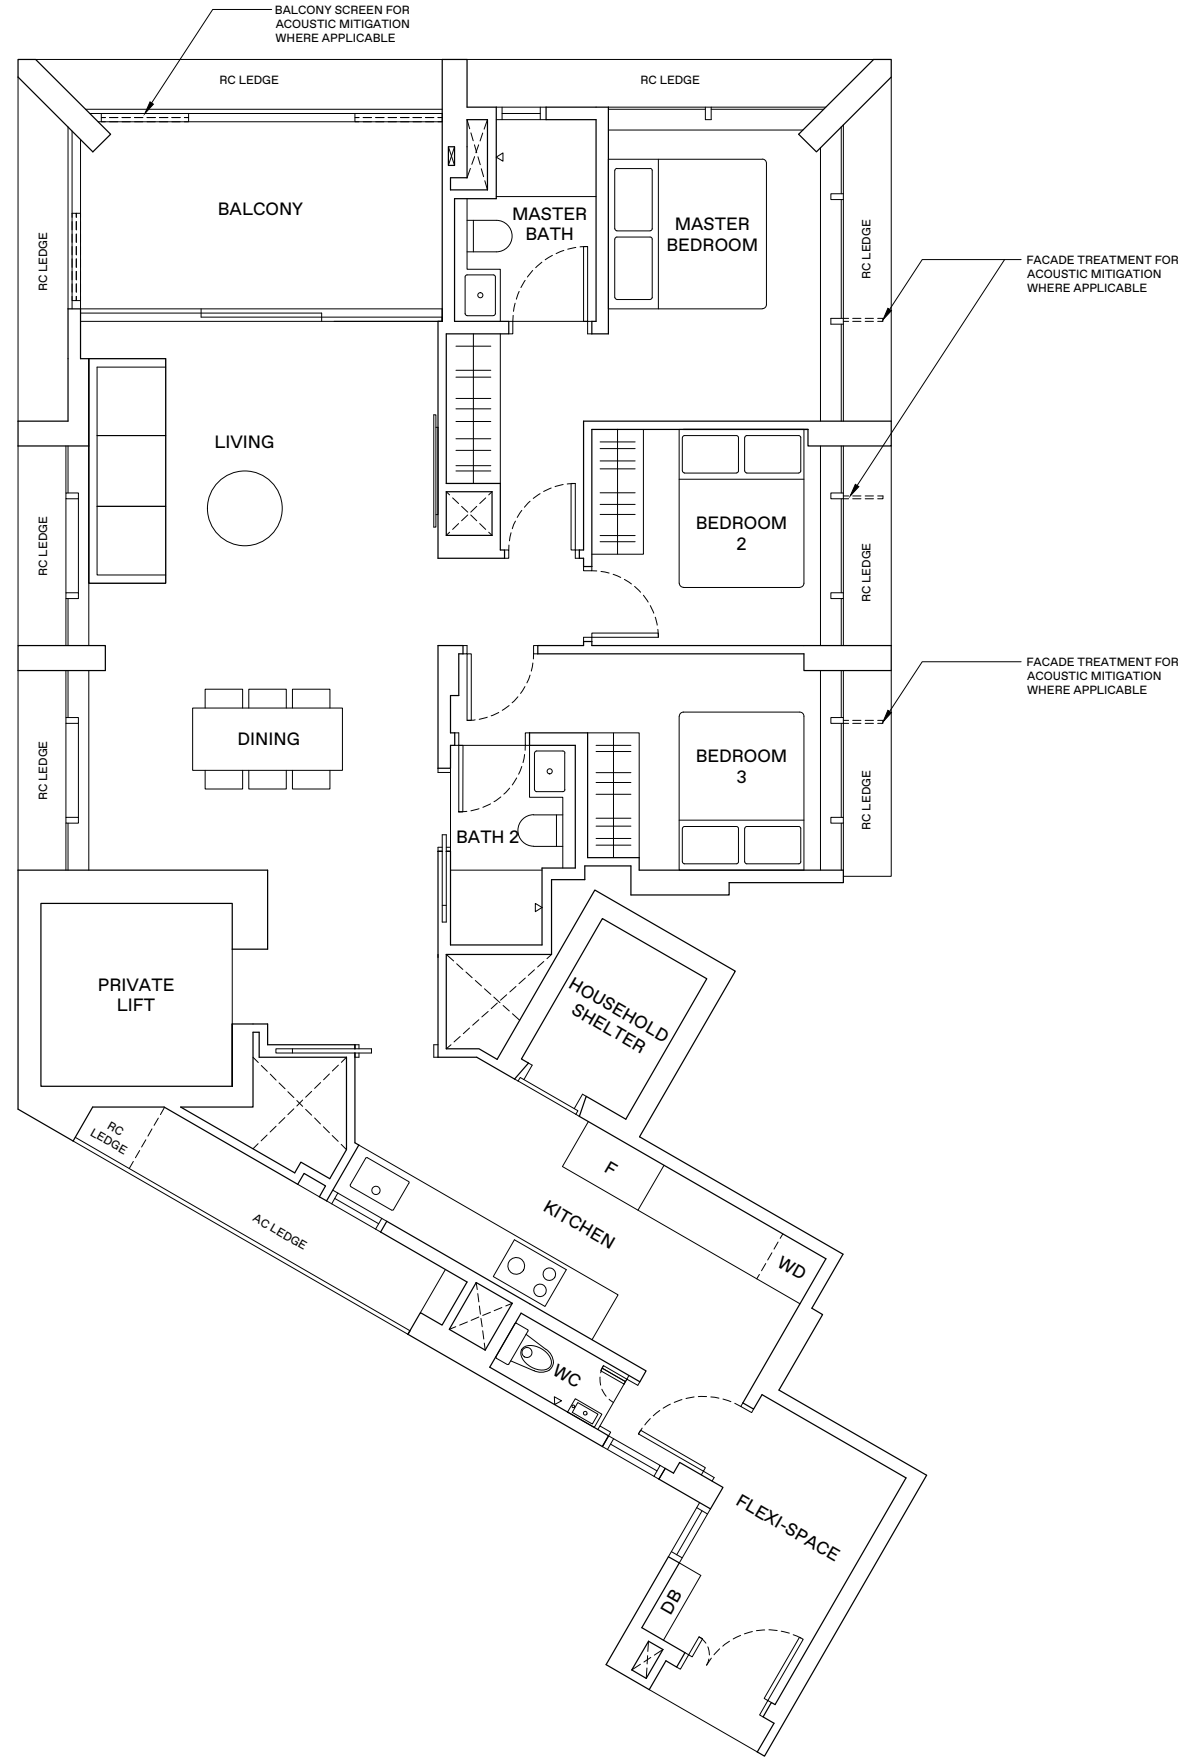 BALCONY SCREEN FOR
ACOUSTIC MITIGATION
WHERE APPLICABLE
RC LEDGE
RC LEDGE
BALCONY
MASTER
BATH
MASTER
BEDROOM
RC LEDGE
RC LEDGE
FACADE TREATMENT FOR
ACOUSTIC MITIGATION
WHERE APPLICABLE
LIVING
BEDROOM
2
RC LEDGE
RC LEDGE
FACADE TREATMENT FOR
ACOUSTIC MITIGATION
WHERE APPLICABLE
DINING
BEDROOM
3
RC LEDGE
RC LEDGE
BATH 2
PRIVATE
LIFT
HOUSEHOLD
SHELTER
RC
LEDGE
F
KITCHEN
AC LEDGE
WD
WC
FLEXI-SPACE
DB